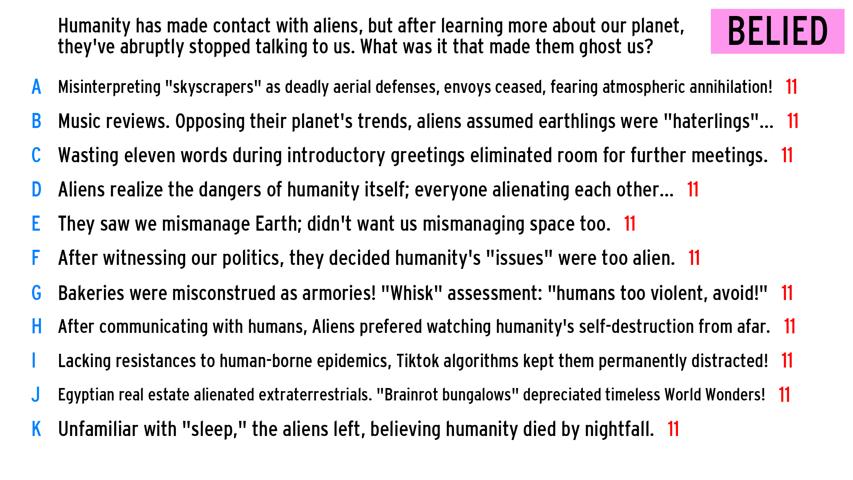 Humanity has made contact with aliens, but after learning more about our planet,
they've abruptly stopped talking to us. What was it that made them ghost us?
BELIED
A Misinterpreting "skyscrapers" as deadly aerial defenses, envoys ceased, fearing atmospheric annihilation! 11
B Music reviews. Opposing their planet's trends, aliens assumed earthlings were "haterlings"... 11
C Wasting eleven words during introductory greetings eliminated room for further meetings. 11
D Aliens realize the dangers of humanity itself; everyone alienating each other... 11
E They saw we mismanage Earth; didn't want us mismanaging space too. 11
F After witnessing our politics, they decided humanity's "issues" were too alien. 11
G Bakeries were misconstrued as armories! "Whisk" assessment: "humans too violent, avoid!" 11
H After communicating with humans, Aliens prefered watching humanity's self-destruction from afar. 11
I Lacking resistances to human-borne epidemics, Tiktok algorithms kept them permanently distracted! 11
J Egyptian real estate alienated extraterrestrials. "Brainrot bungalows" depreciated timeless World Wonders! 11
K Unfamiliar with "sleep," the aliens left, believing humanity died by nightfall. 11